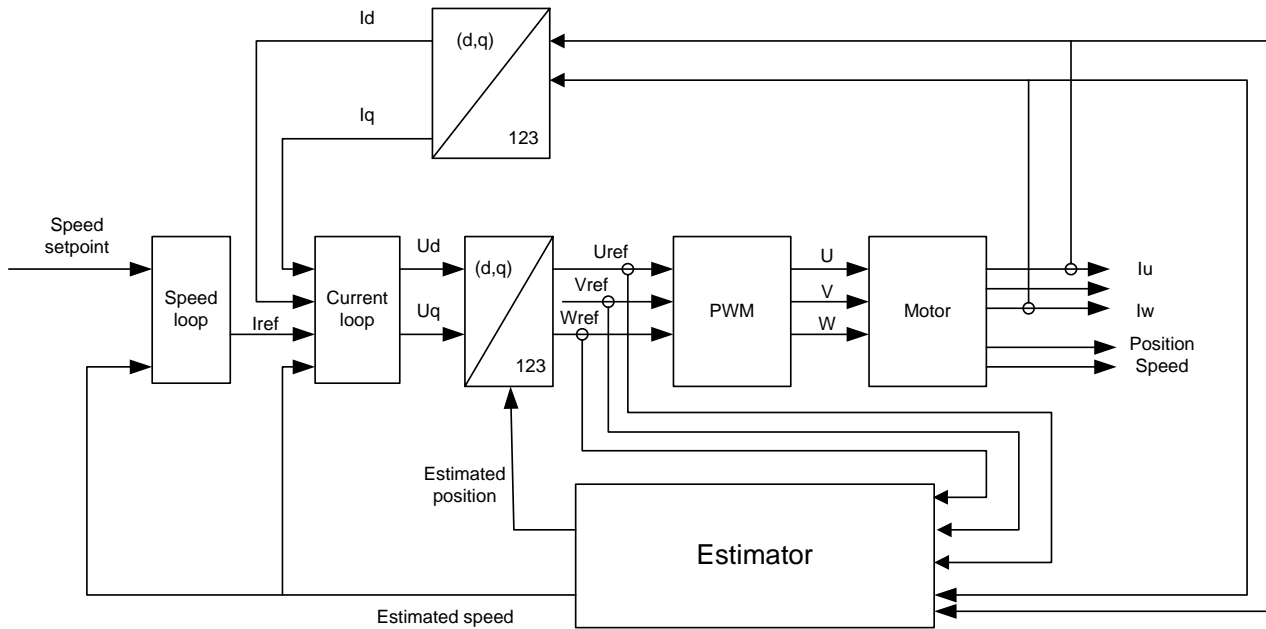 Id
(d,q)
Iq
123
Speed
setpoint
Speed
loop
Iref
Current
loop
Ud
Uq
(d,q)
123
Uref
Vref
Wref
PWM
U
V
W
Motor
Iu
Iw
Position
Speed
Estimated
position
Estimator
Estimated speed